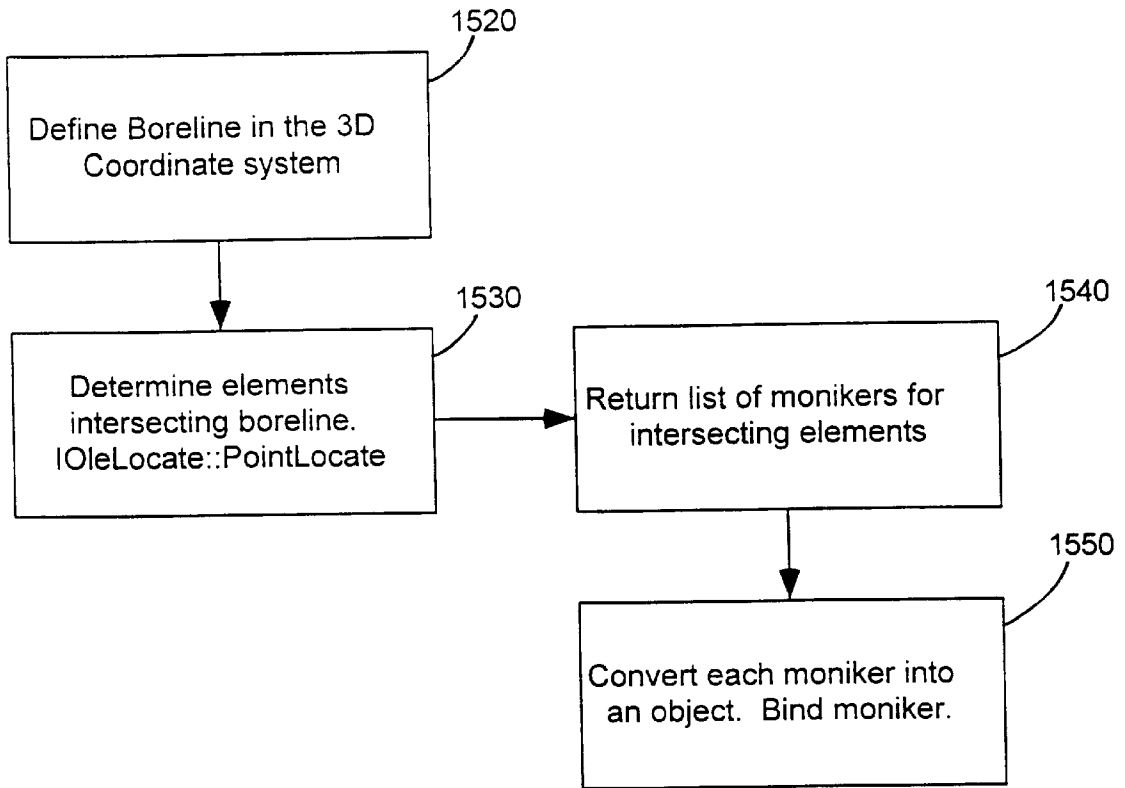 1520
Define Boreline in the 3D
Coordinate system
1530
Determine elements
intersecting boreline.
IOleLocate::PointLocate
1540
Return list of monikers for
intersecting elements
1550
Convert each moniker into
an object. Bind moniker.